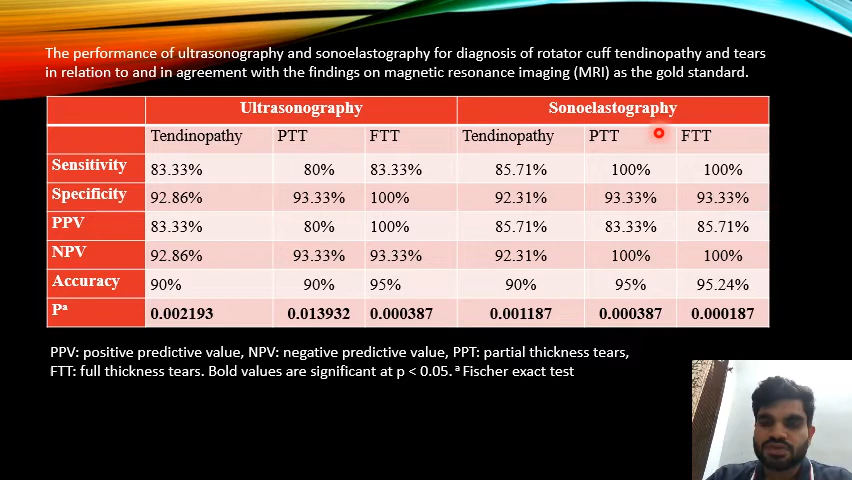 The performance of ultrasonography and sonoelastography for diagnosis of rotator cuff tendinopathy and tears
in relation to and in agreement with the findings on magnetic resonance imaging (MRI) as the gold standard.
Ultrasonography Sonoelastography
Tendinopathy PTT FTT Tendinopathy PTT FTT
Sensitivity 83.33% 80% 83.33% 85.71% 100% 100%
Specificity 92.86% 93.33% 100% 92.31% 93.33% 93.33%
PPV 83.33% 80% 100% 85.71% 83.33% 85.71%
NPV 92.86% 93.33% 93.33% 92.31% 100% 100%
Accuracy 90% 90% 95% 90% 95% 95.24%
Pᵃ 0.002193 0.013932 0.000387 0.001187 0.000387 0.000187
PPV: positive predictive value, NPV: negative predictive value, PPT: partial thickness tears,
FTT: full thickness tears. Bold values are significant at p < 0.05. ᵃ Fischer exact test